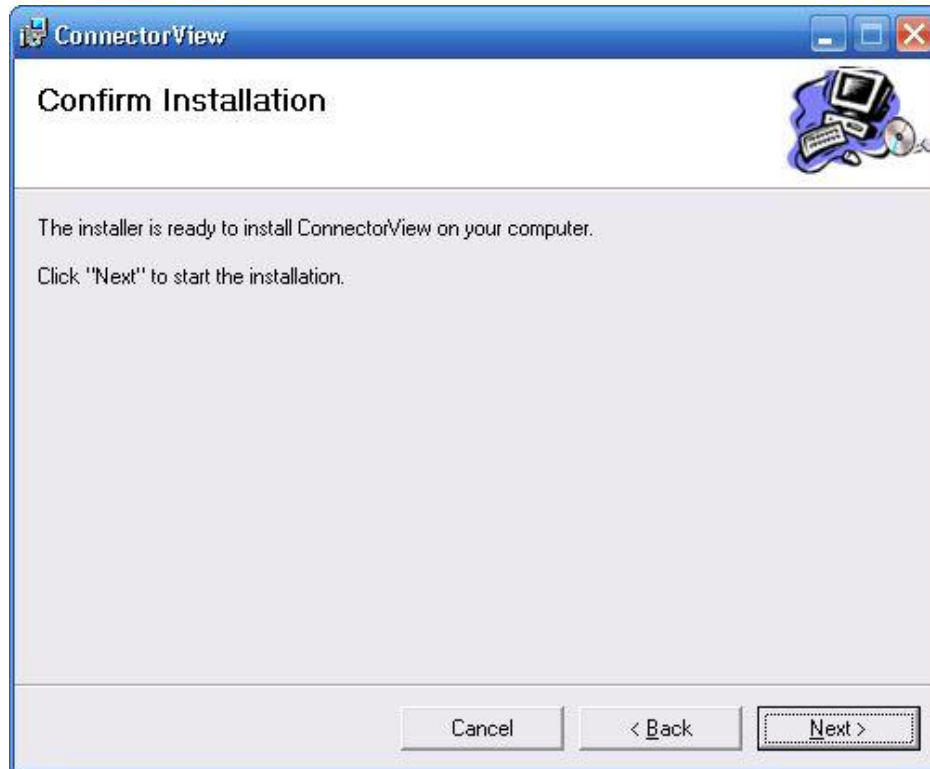 ConnectorView
Confirm Installation
The installer is ready to install ConnectorView on your computer.
Click "Next" to start the installation.
Cancel
< Back
Next >